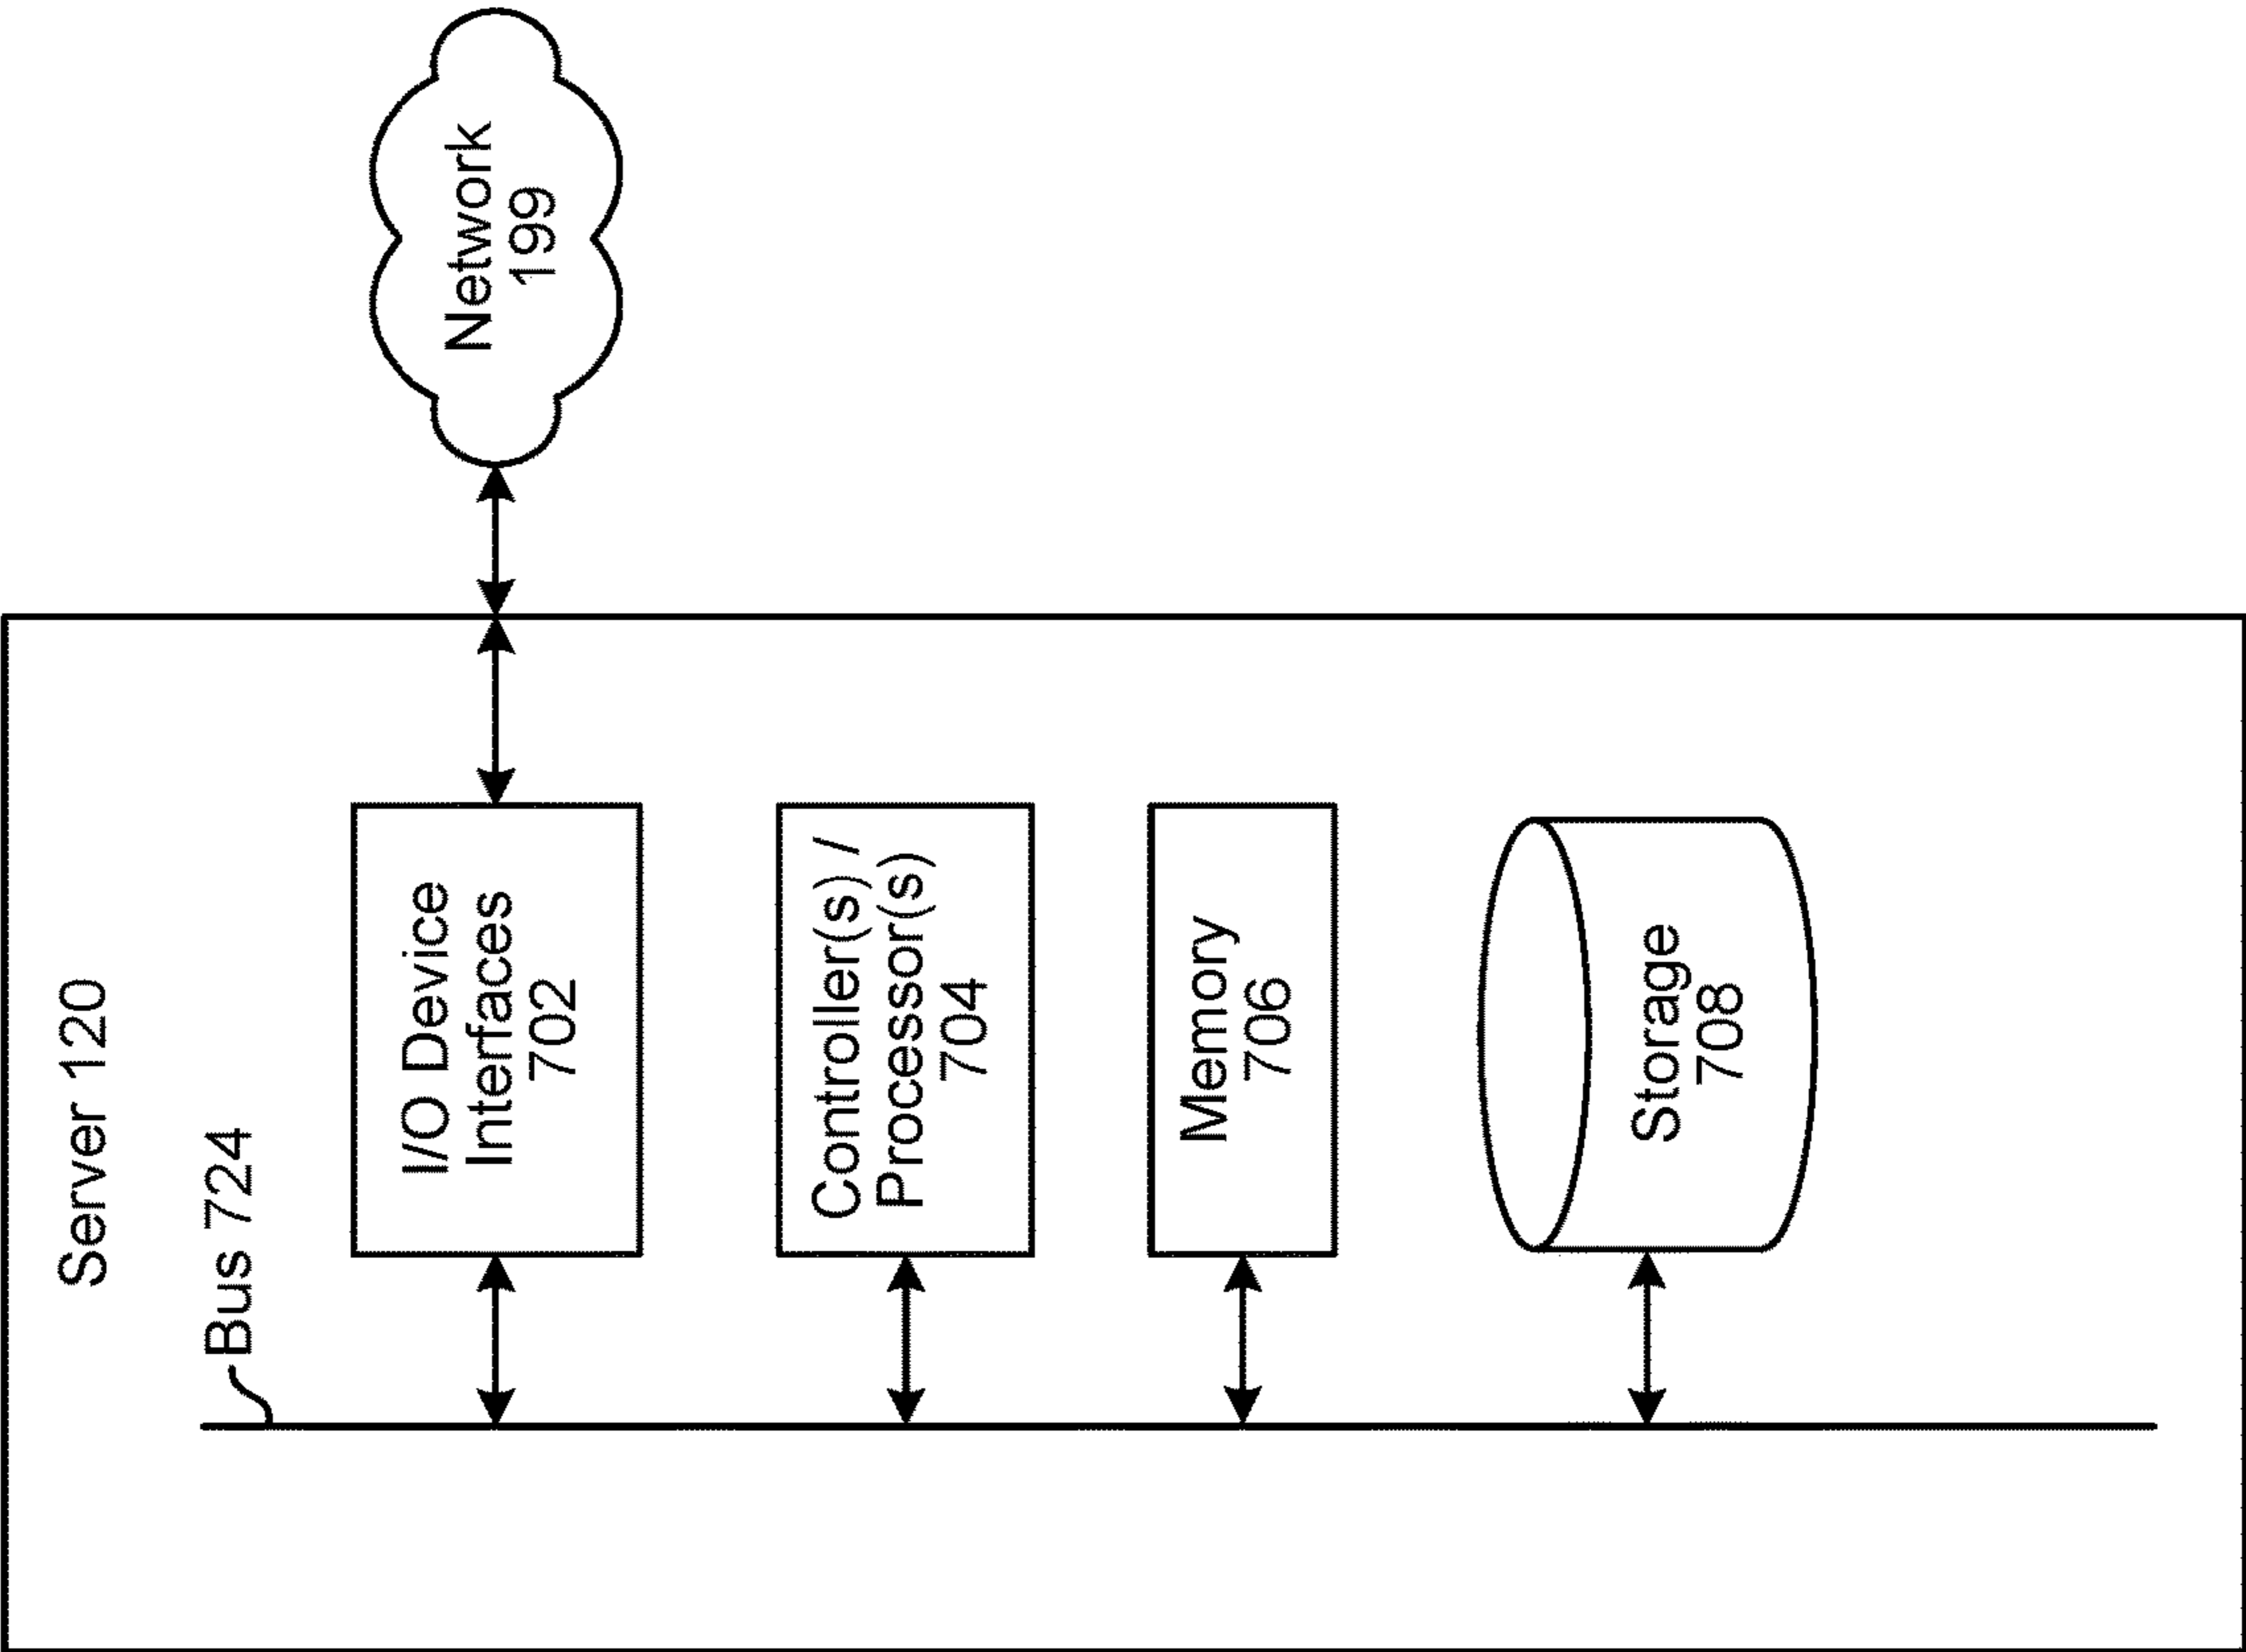 Server 120
Bus 724
I/O Device
Interfaces
702
Controller(s) /
Processor(s)
704
Memory
706
Storage
708
Network
199